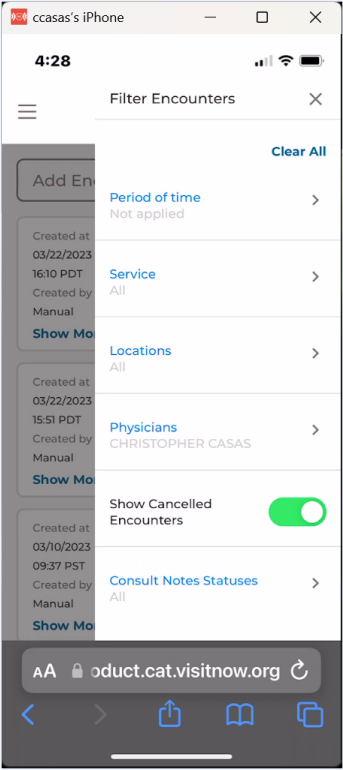 ccasas's iPhone
4:28
Filter Encounters
Clear All
Period of time
Not applied
Service
All
Locations
All
Physicians
CHRISTOPHER CASAS
Show Cancelled
Encounters
Consult Notes Statuses
All
Add En
Created at
03/22/2023
16:10 PDT
Created by
Manual
Show Mo
Created at
03/22/2023
15:51 PDT
Created by
Manual
Show Mo
Created at
03/10/2023
09:37 PST
Created by
Manual
Show Mo
AA oduct.cat.visitnow.org